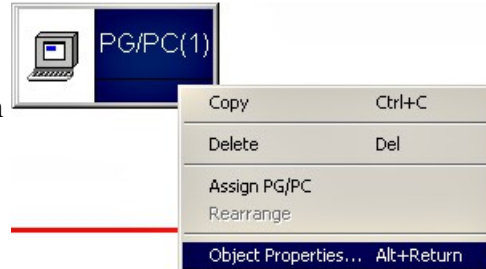 PG/PC(1)
Copy Ctrl+C
Delete Del
Assign PG/PC
Rearrange
Object Properties... Alt+Return